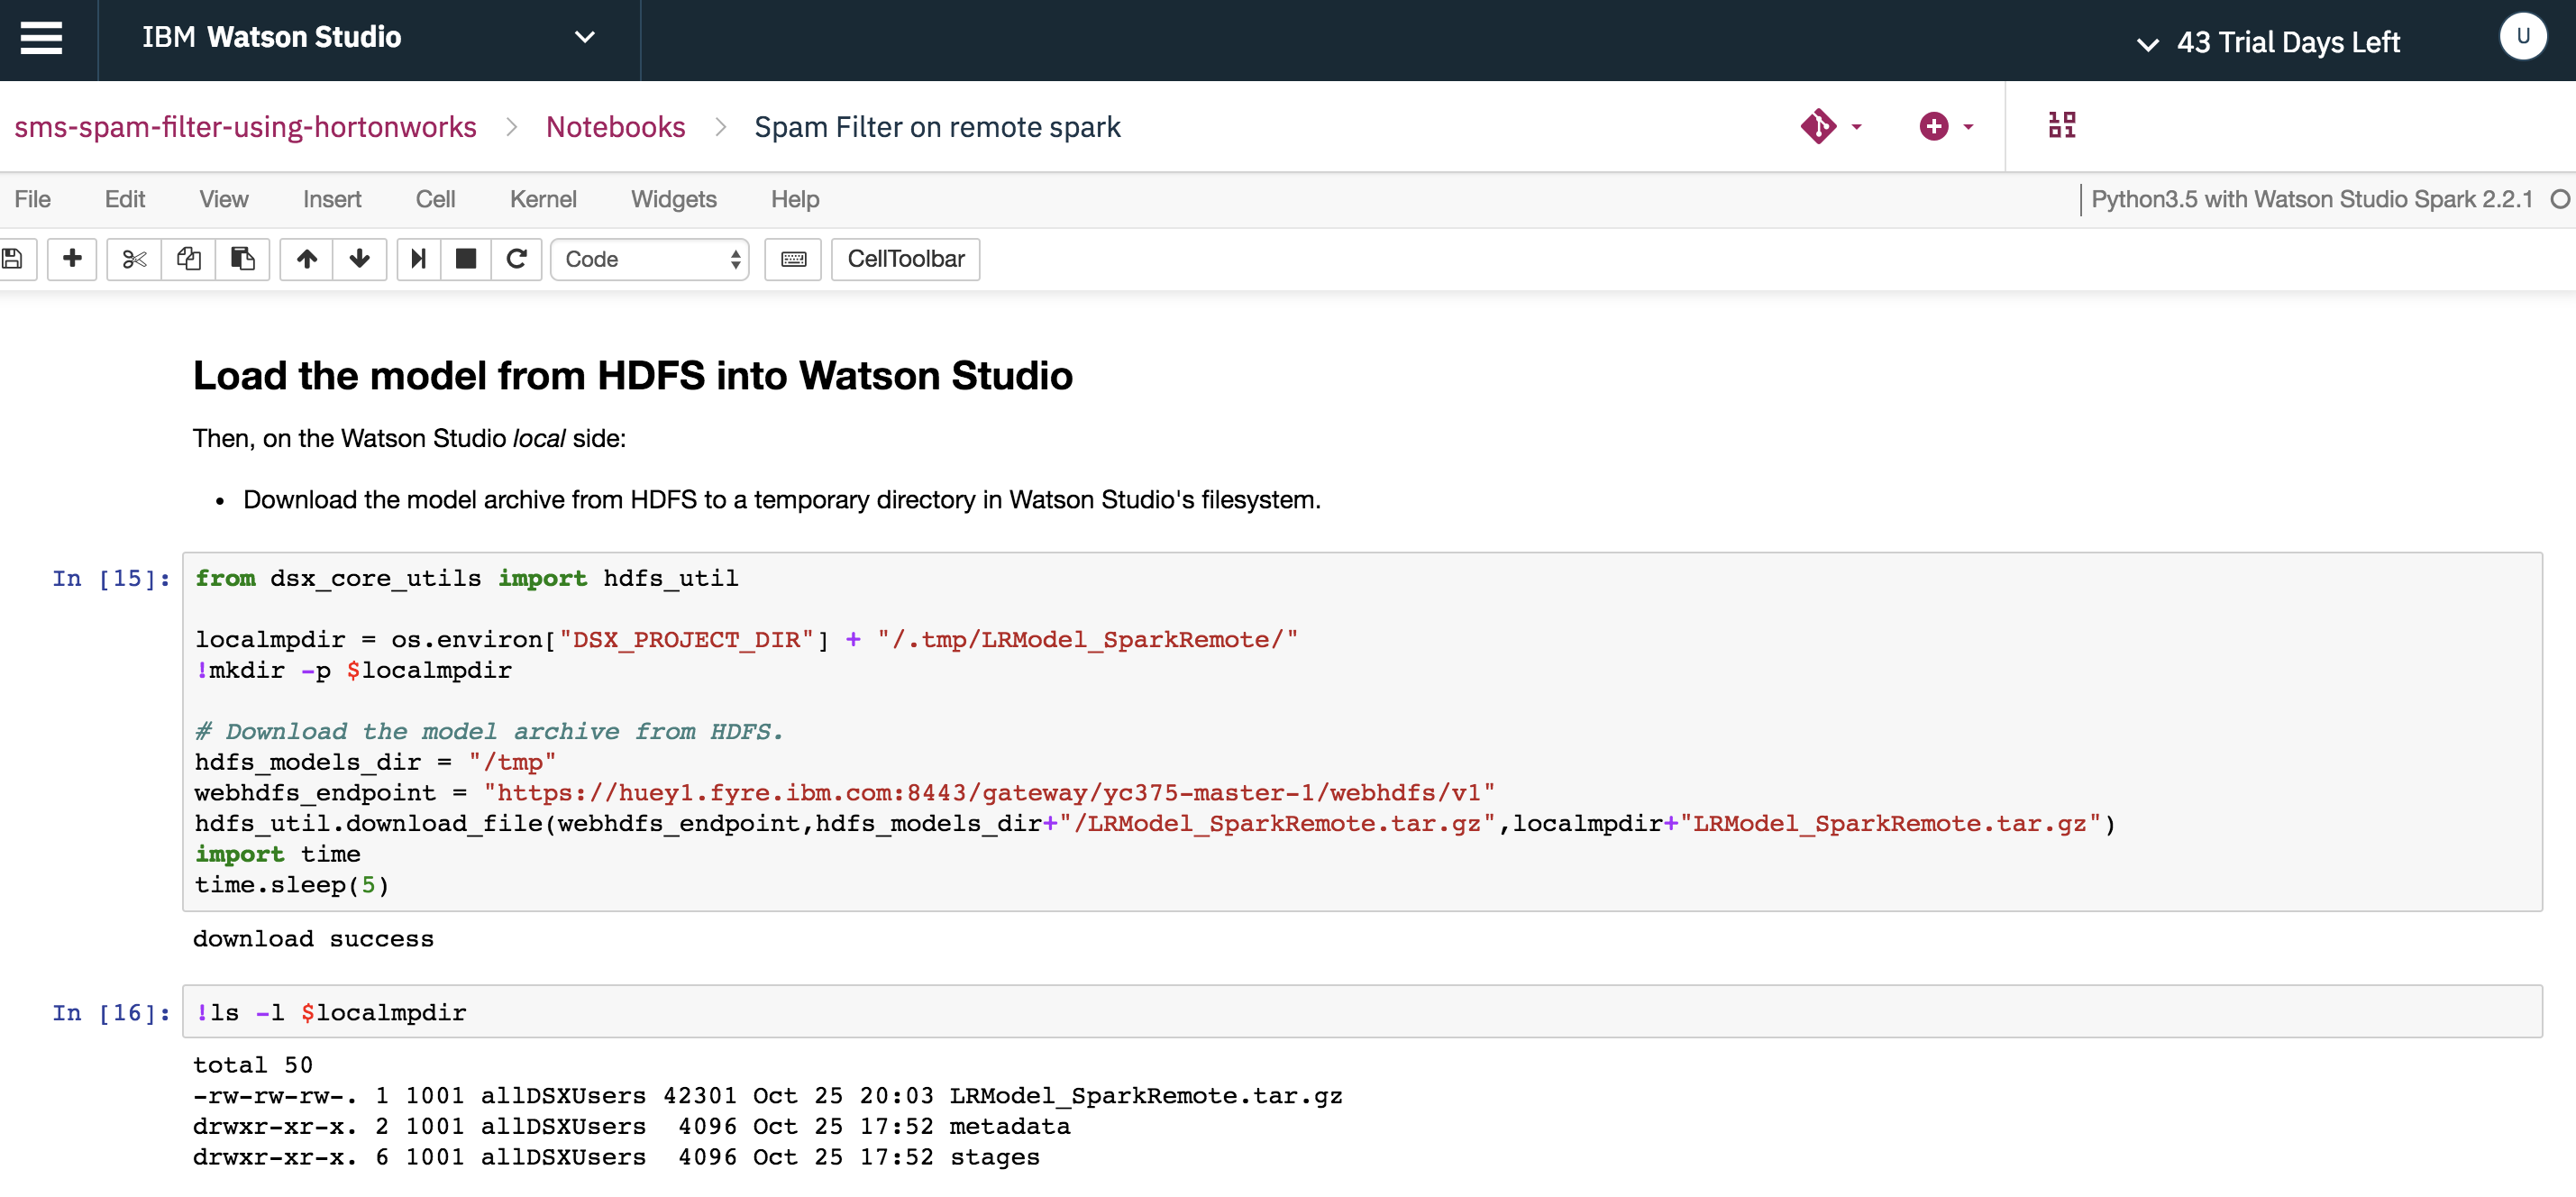 IBM Watson Studio
43 Trial Days Left
U
sms-spam-filter-using-hortonworks > Notebooks > Spam Filter on remote spark
File Edit View Insert Cell Kernel Widgets Help
Python3.5 with Watson Studio Spark 2.2.1
Code
CellToolbar
Load the model from HDFS into Watson Studio
Then, on the Watson Studio local side:
• Download the model archive from HDFS to a temporary directory in Watson Studio's filesystem.
In [15]:
from dsx_core_utils import hdfs_util
localmpdir = os.environ["DSX_PROJECT_DIR"] + "/.tmp/LRModel_SparkRemote/"
!mkdir -p $localmpdir
# Download the model archive from HDFS.
hdfs_models_dir = "/tmp"
webhdfs_endpoint = "https://huey1.fyre.ibm.com:8443/gateway/yc375-master-1/webhdfs/v1"
hdfs_util.download_file(webhdfs_endpoint,hdfs_models_dir+"/LRModel_SparkRemote.tar.gz",localmpdir+"LRModel_SparkRemote.tar.gz")
import time
time.sleep(5)
download success
In [16]:
!ls -l $localmpdir
total 50
-rw-rw-rw-. 1 1001 allDSXUsers 42301 Oct 25 20:03 LRModel_SparkRemote.tar.gz
drwxr-xr-x. 2 1001 allDSXUsers  4096 Oct 25 17:52 metadata
drwxr-xr-x. 6 1001 allDSXUsers  4096 Oct 25 17:52 stages